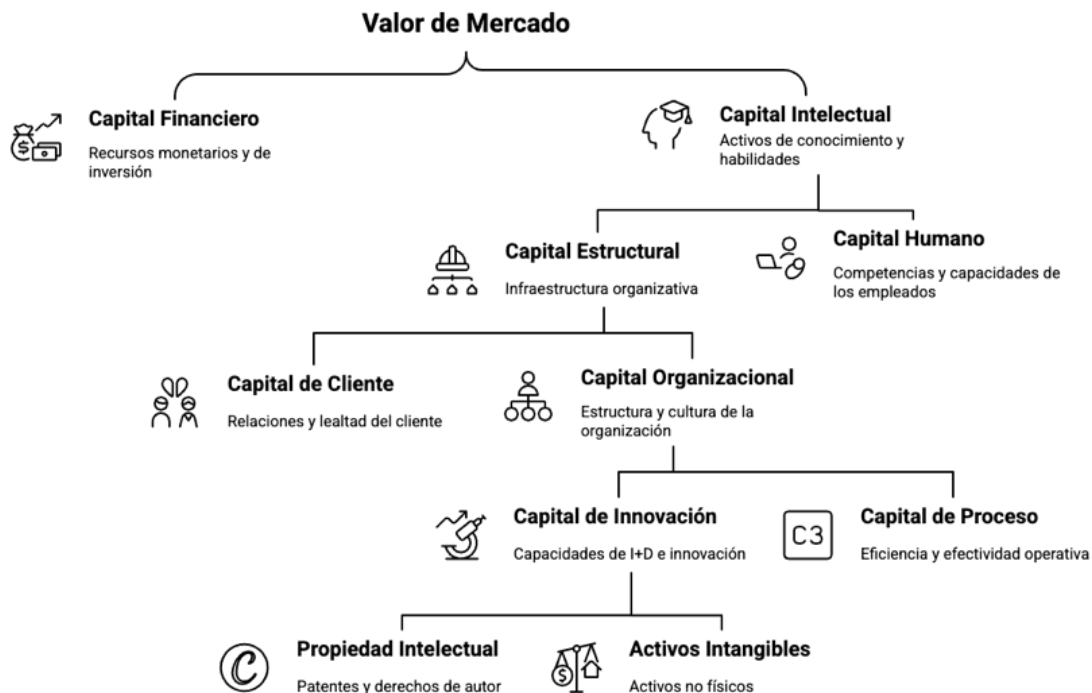 Valor de Mercado
Capital Financiero
Recursos monetarios y de
inversión
Capital Intelectual
Activos de conocimiento y
habilidades
Capital Estructural
Infraestructura organizativa
Capital Humano
Competencias y capacidades de
los empleados
Capital de Cliente
Relaciones y lealtad del cliente
Capital Organizacional
Estructura y cultura de la
organización
Capital de Innovación
Capacidades de I+D e innovación
C3
Capital de Proceso
Eficiencia y efectividad operativa
Propiedad Intelectual
Patentes y derechos de autor
Activos Intangibles
Activos no físicos